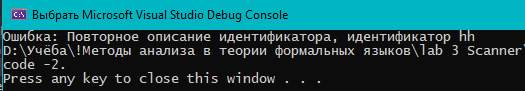 Выбрать Microsoft Visual Studio Debug Console
Ошибка: Повторное описание идентификатора, идентификатор hh
D:\Учёба\!Методы анализа в теории формальных языков\lab 3 Scanner\
code -2.
Press any key to close this window . . .